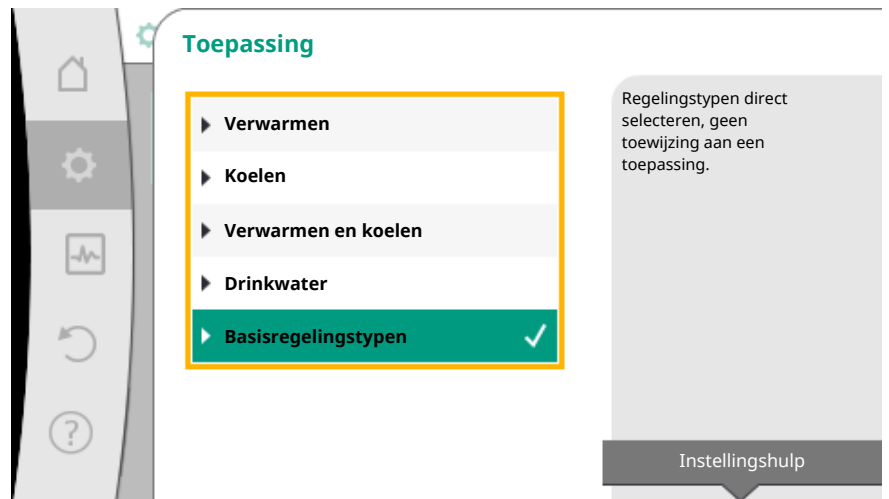 Toepassing
Verwarmen
Koelen
Verwarmen en koelen
Drinkwater
Basisregelingstypen
Regelingstypen direct
selecteren, geen
toewijzing aan een
toepassing.
Instellingshulp
?